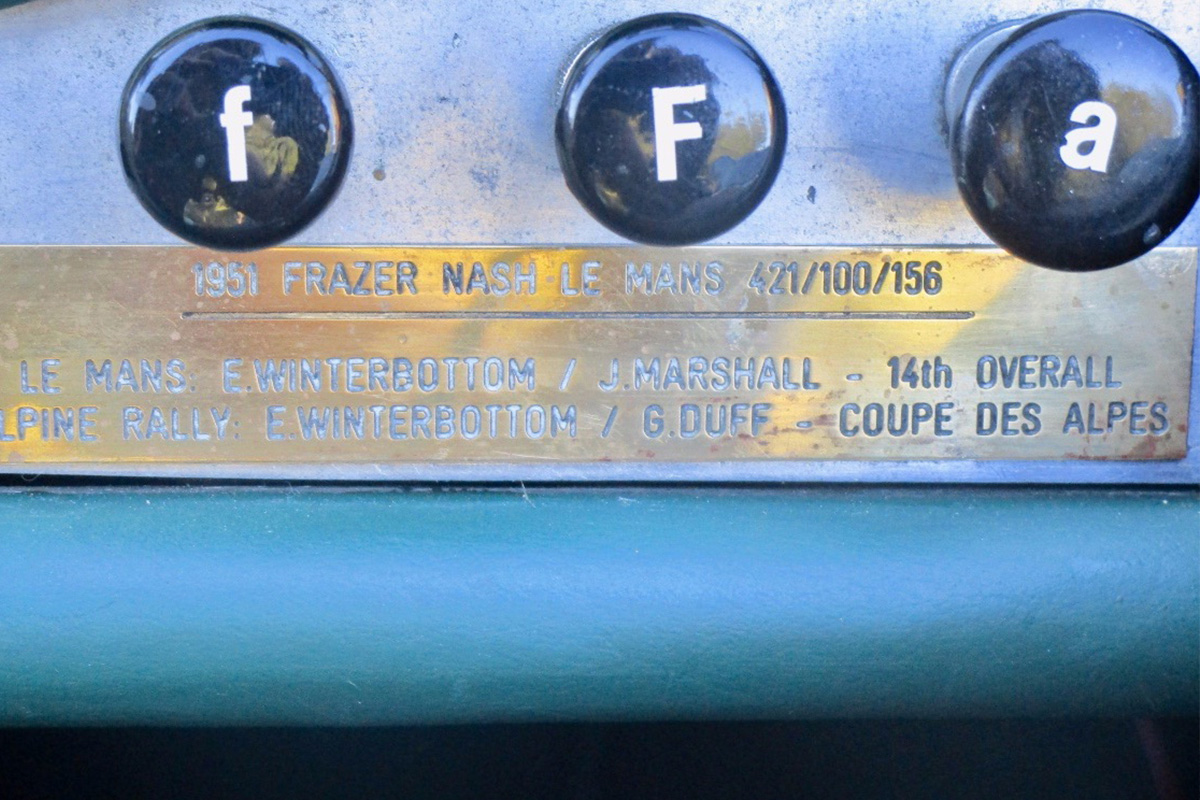 f F a
1951 FRAZER NASH LE MANS 421/100/156
LE MANS: E.WINTERBOTTOM / J.MARSHALL - 14th OVERALL
LPINE RALLY: E.WINTERBOTTOM / G.DUFF - COUPE DES ALPES